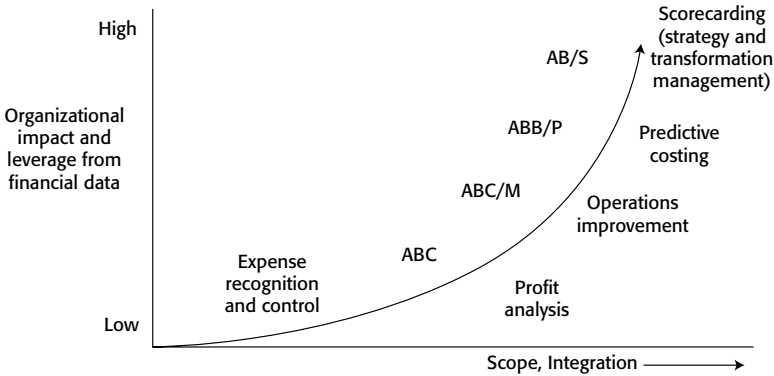 High
Organizational
impact and
leverage from
financial data
Low
Expense
recognition
and control
ABC
ABC/M
ABB/P
AB/S
Scorecarding
(strategy and
transformation
management)
Predictive
costing
Operations
improvement
Profit
analysis
Scope, Integration